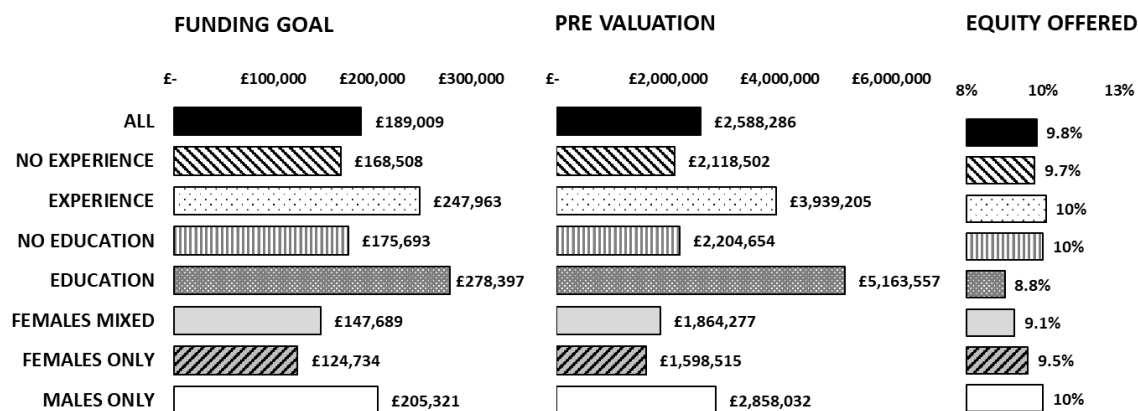 FUNDING GOAL PRE VALUATION EQUITY OFFERED
£- £100,000 £200,000 £300,000 £- £2,000,000 £4,000,000 £6,000,000 8% 10% 13%
ALL £189,009 £2,588,286 9.8%
NO EXPERIENCE £168,508 £2,118,502 9.7%
EXPERIENCE £247,963 £3,939,205 10%
NO EDUCATION £175,693 £2,204,654 10%
EDUCATION £278,397 £5,163,557 8.8%
FEMALES MIXED £147,689 £1,864,277 9.1%
FEMALES ONLY £124,734 £1,598,515 9.5%
MALES ONLY £205,321 £2,858,032 10%